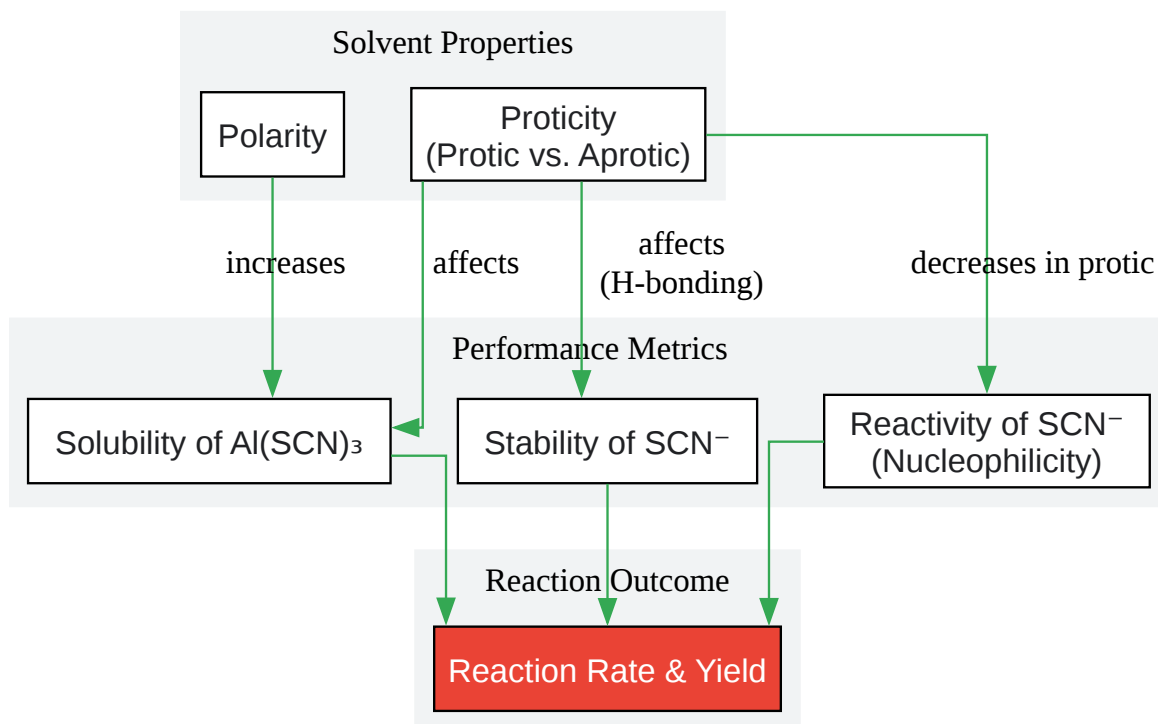 Solvent Properties
Polarity
Proticity
(Protic vs. Aprotic)
increases
affects
affects
(H-bonding)
decreases in protic
Performance Metrics
Solubility of Al(SCN)₃
Stability of SCN⁻
Reactivity of SCN⁻
(Nucleophilicity)
Reaction Outcome
Reaction Rate & Yield